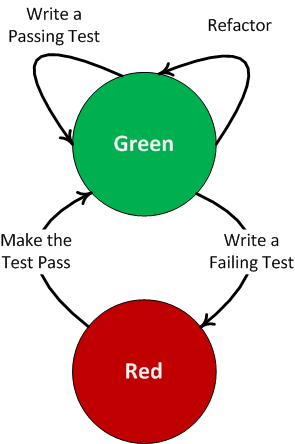 Write a
Passing Test
Refactor
Green
Make the
Test Pass
Write a
Failing Test
Red